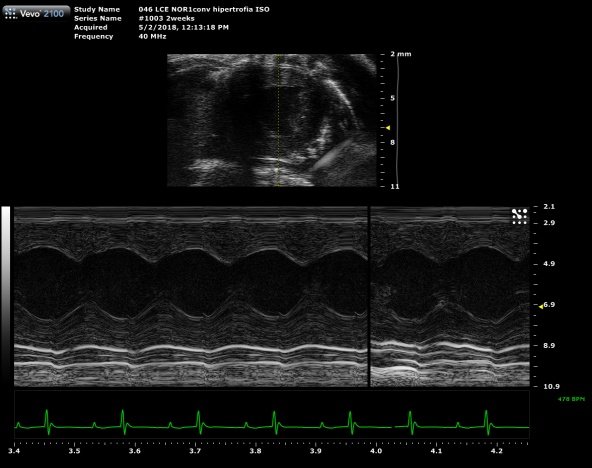 Vevo 2100
Study Name 046 LCE NOR1conv hipertrofia ISO
Series Name #1003 2weeks
Acquired 5/2/2018, 12:13:18 PM
Frequency 40 MHz
2 mm
5
8
11
2.1
2.9
4.9
6.9
8.9
10.9
478 BPM
3.4 3.5 3.6 3.7 3.8 3.9 4.0 4.1 4.2